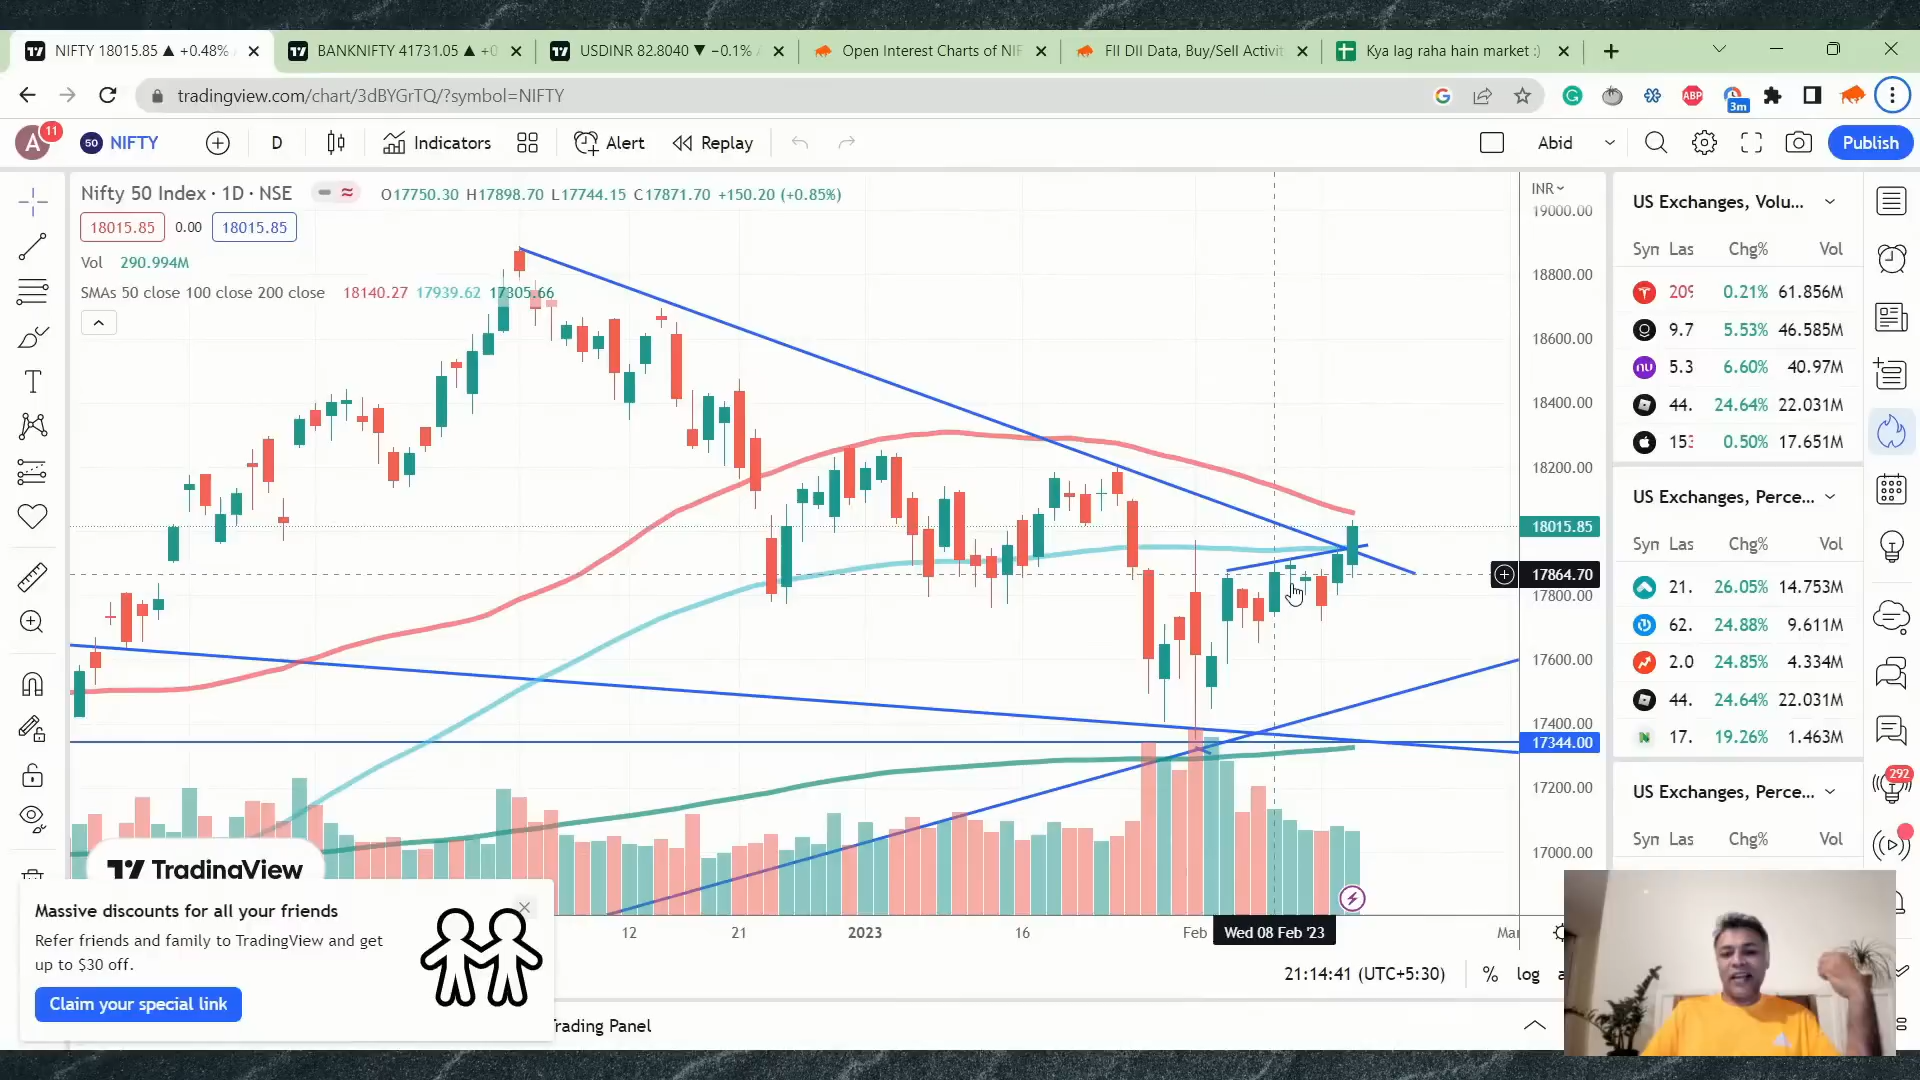 NIFTY 18015.85 ▲ +0.48%
BANKNIFTY 41731.05 ▲ +0
USDINR 82.8040 ▼ −0.1%
Open Interest Charts of NIF
FII DII Data, Buy/Sell Activit
Kya lag raha hain market :)
tradingview.com/chart/3dBYGrTQ/?symbol=NIFTY
ABP
3m
A
11
50
NIFTY
D
Indicators
Alert
Replay
Abid
Publish
Nifty 50 Index · 1D · NSE
O17750.30 H17898.70 L17744.15 C17871.70 +150.20 (+0.85%)
18015.85
0.00
18015.85
Vol 290.994M
SMAs 50 close 100 close 200 close 18140.27 17939.62 17305.66
INR
19000.00
18800.00
18600.00
18400.00
18200.00
18015.85
17864.70
17800.00
17600.00
17400.00
17344.00
17200.00
17000.00
12
21
2023
16
Feb
Wed 08 Feb '23
Mar
TradingView
Massive discounts for all your friends
Refer friends and family to TradingView and get
up to $30 off.
Claim your special link
21:14:41 (UTC+5:30)
%
log
Trading Panel
US Exchanges, Volu...
Las Chg% Vol
0.21% 61.856M
9.7 5.53% 46.585M
nu 5.3 6.60% 40.97M
44. 24.64% 22.031M
0.50% 17.651M
US Exchanges, Perce...
Las Chg% Vol
21. 26.05% 14.753M
62. 24.88% 9.611M
2.0 24.85% 4.334M
44. 24.64% 22.031M
N 17. 19.26% 1.463M
US Exchanges, Perce...
Las Chg% Vol
292